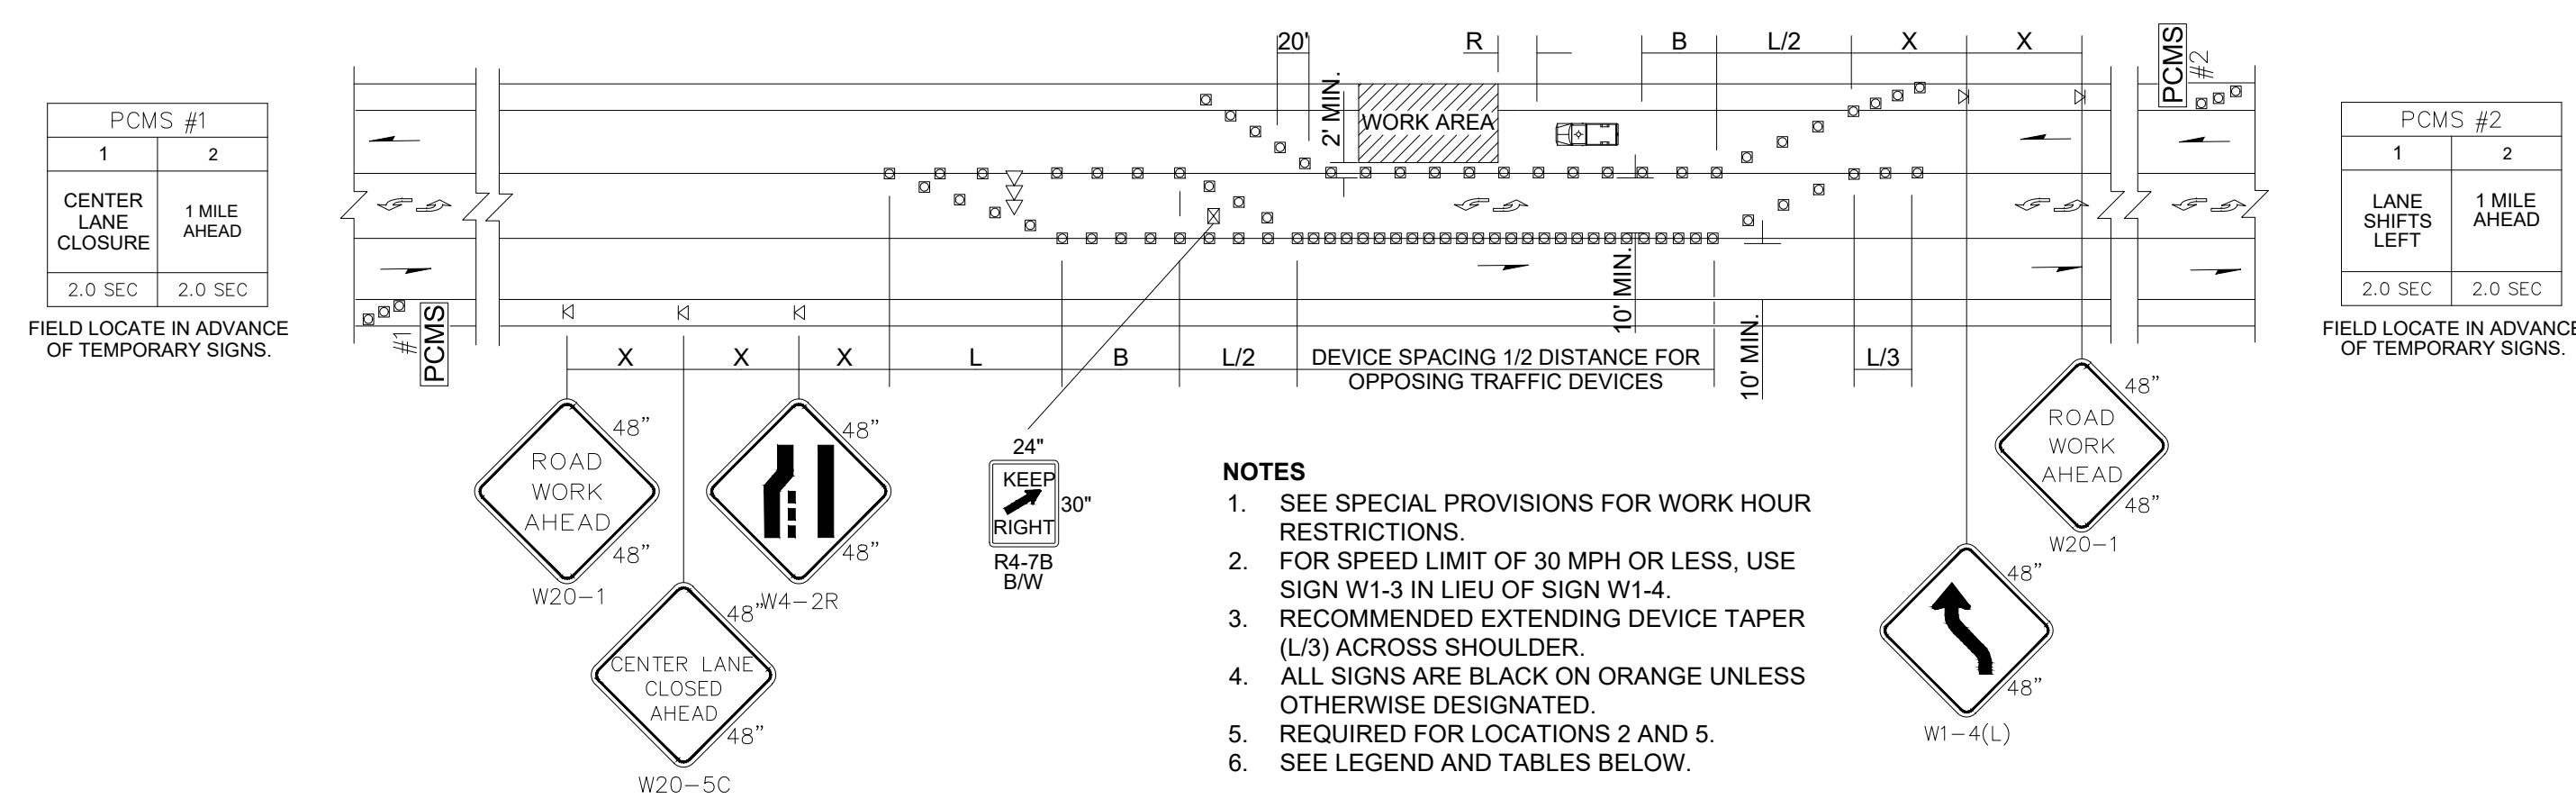 PCMS #1
1 2
CENTER LANE CLOSURE
1 MILE AHEAD
2.0 SEC 2.0 SEC
FIELD LOCATE IN ADVANCE
OF TEMPORARY SIGNS.
#1
PCMS
20'
R
B
L/2
X
X
2' MIN.
WORK AREA
PCMS
#2
10' MIN.
10' MIN.
X
X
X
L
B
L/2
DEVICE SPACING 1/2 DISTANCE FOR
OPPOSING TRAFFIC DEVICES
L/3
PCMS #2
1 2
LANE SHIFTS LEFT
1 MILE AHEAD
2.0 SEC 2.0 SEC
FIELD LOCATE IN ADVANCE
OF TEMPORARY SIGNS.
ROAD
WORK
AHEAD
48"
48"
W20-1
CENTER LANE
CLOSED
AHEAD
48"
48"
W20-5C
48"
48"
W4-2R
24"
KEEP
RIGHT
30"
R4-7B
B/W
NOTES
1. SEE SPECIAL PROVISIONS FOR WORK HOUR
RESTRICTIONS.
2. FOR SPEED LIMIT OF 30 MPH OR LESS, USE
SIGN W1-3 IN LIEU OF SIGN W1-4.
3. RECOMMENDED EXTENDING DEVICE TAPER
(L/3) ACROSS SHOULDER.
4. ALL SIGNS ARE BLACK ON ORANGE UNLESS
OTHERWISE DESIGNATED.
5. REQUIRED FOR LOCATIONS 2 AND 5.
6. SEE LEGEND AND TABLES BELOW.
48"
48"
W1-4(L)
ROAD
WORK
AHEAD
48"
48"
W20-1